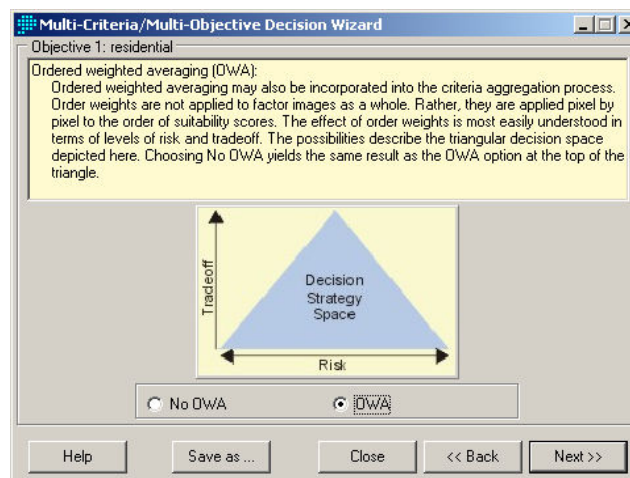 Multi-Criteria/Multi-Objective Decision Wizard
Objective 1: residential
Ordered weighted averaging (OWA):
Ordered weighted averaging may also be incorporated into the criteria aggregation process.
Order weights are not applied to factor images as a whole. Rather, they are applied pixel by
pixel to the order of suitability scores. The effect of order weights is most easily understood in
terms of levels of risk and tradeoff. The possibilities describe the triangular decision space
depicted here. Choosing No OWA yields the same result as the OWA option at the top of the
triangle.
Tradeoff
Decision
Strategy
Space
Risk
No OWA
OWA
Help
Save as ...
Close
<< Back
Next >>